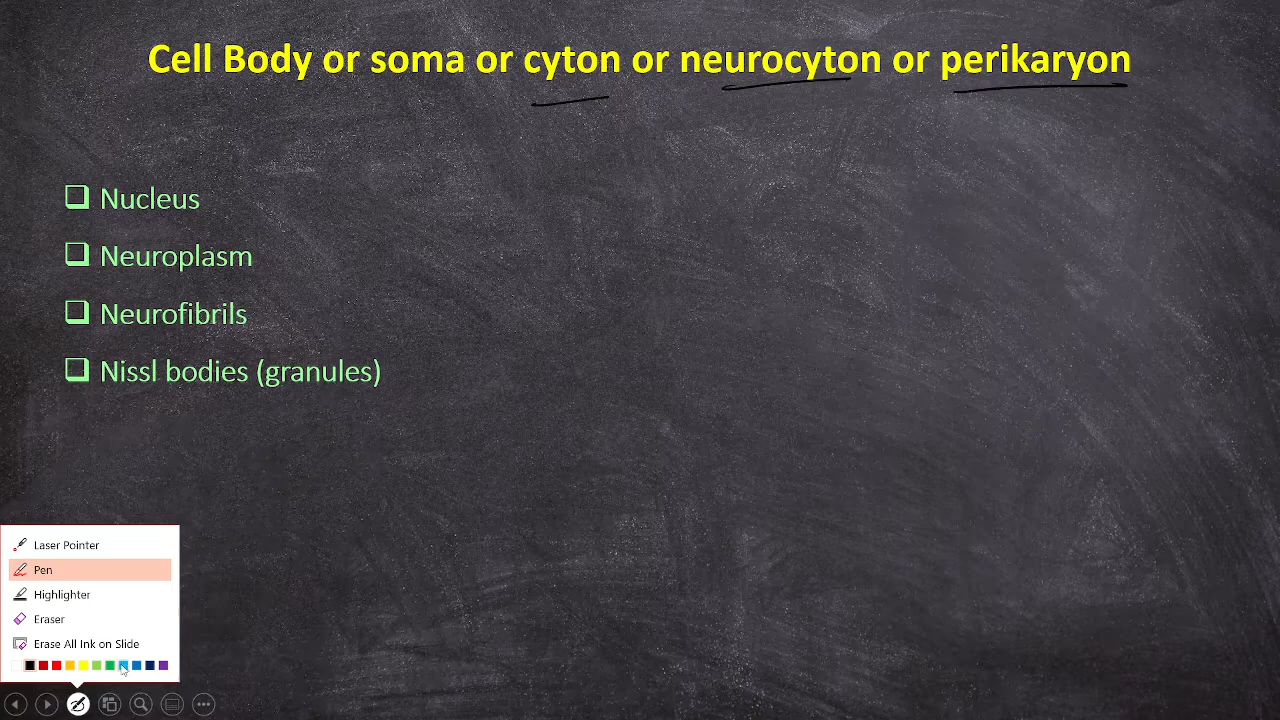 Cell Body or soma or cyton or neurocyton or perikaryon
Nucleus
Neuroplasm
Neurofibrils
Nissl bodies (granules)
Laser Pointer
Pen
Highlighter
Eraser
Erase All Ink on Slide